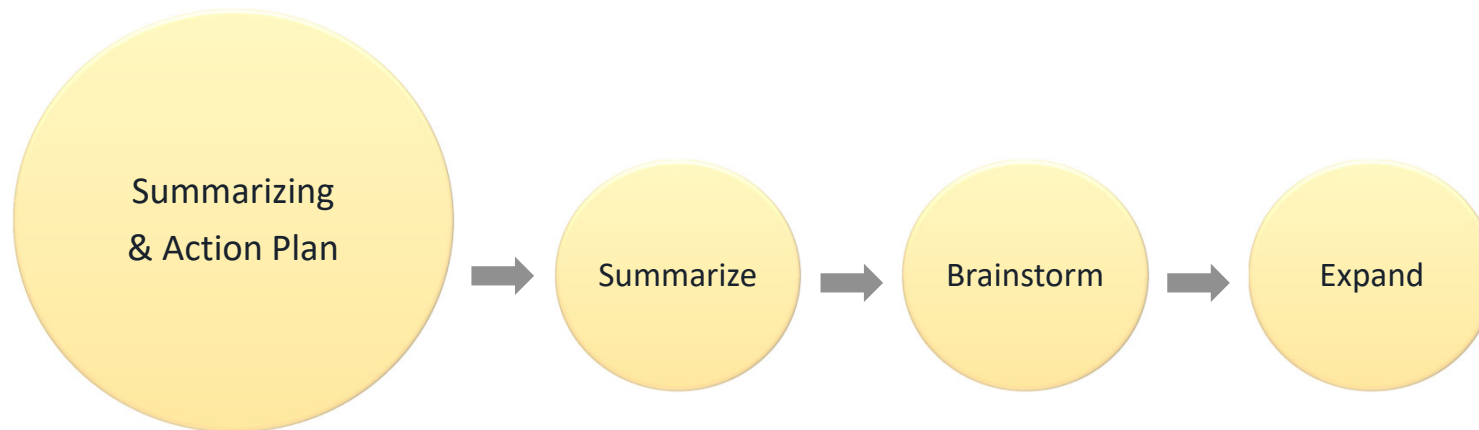 Summarizing
& Action Plan
Summarize
Brainstorm
Expand